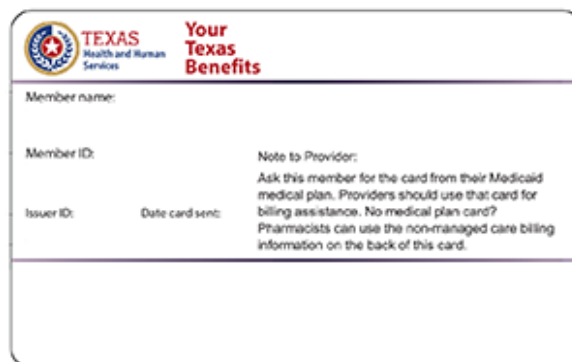 TEXAS
Health and Human
Services
Your
Texas
Benefits
Member name:
Member ID:
Note to Provider:
Ask this member for the card from their Medicaid
medical plan. Providers should use that card for
billing assistance. No medical plan card?
Pharmacists can use the non-managed care billing
information on the back of this card.
Issuer ID:
Date card sent: